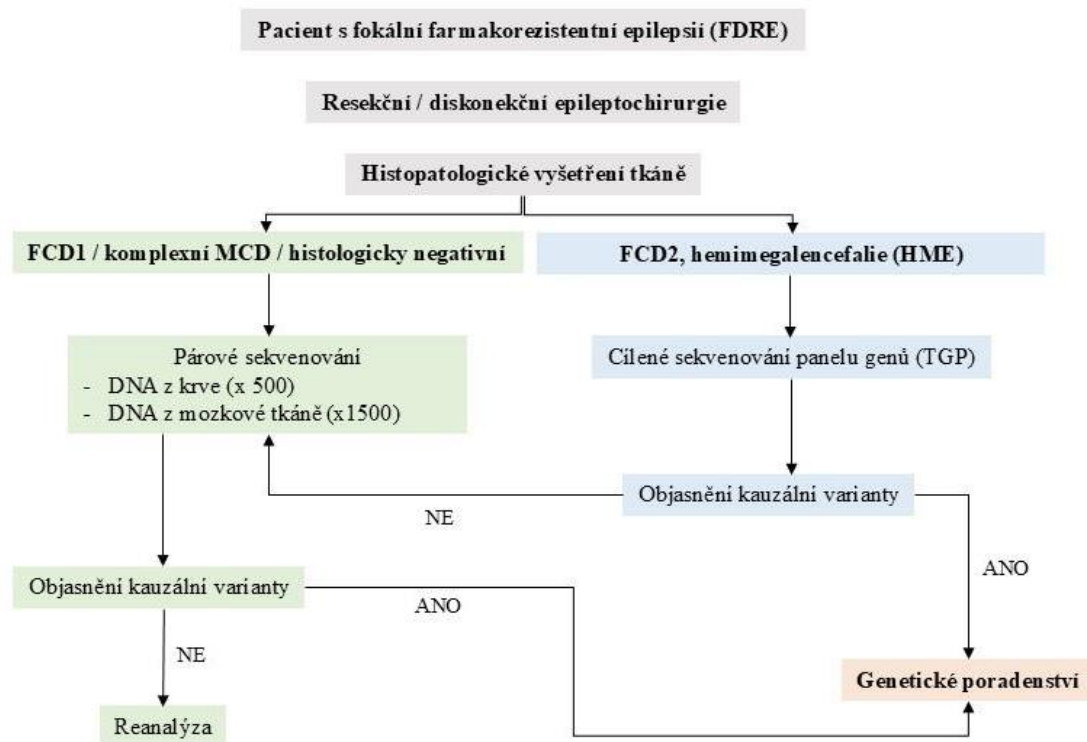 Pacient s fokální farmakorezistentní epilepsií (FDRE)
Resekční / diskonekční epileptochirurgie
Histopatologické vyšetření tkáně
FCD1 / komplexní MCD / histologicky negativní
FCD2, hemimegalencefalie (HME)
Párové sekvenování
- DNA z krve (x 500)
- DNA z mozkové tkáně (x1500)
Cílené sekvenování panelu genů (TGP)
Objasnění kauzální varianty
NE
ANO
Objasnění kauzální varianty
ANO
NE
Genetické poradenství
Reanalýza